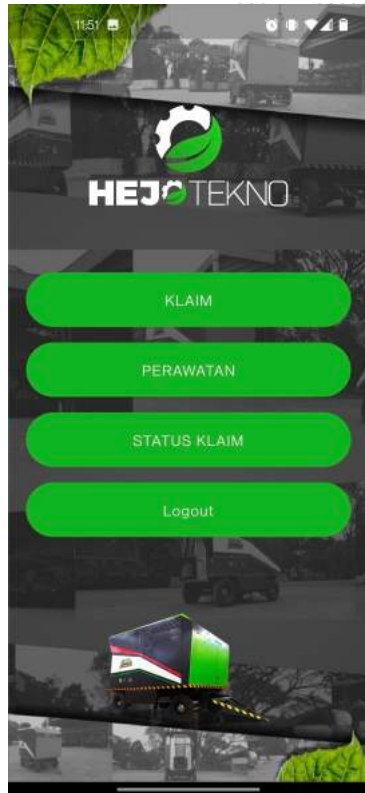 11:51
HEJO TEKNO
KLAIM
PERAWATAN
STATUS KLAIM
Logout